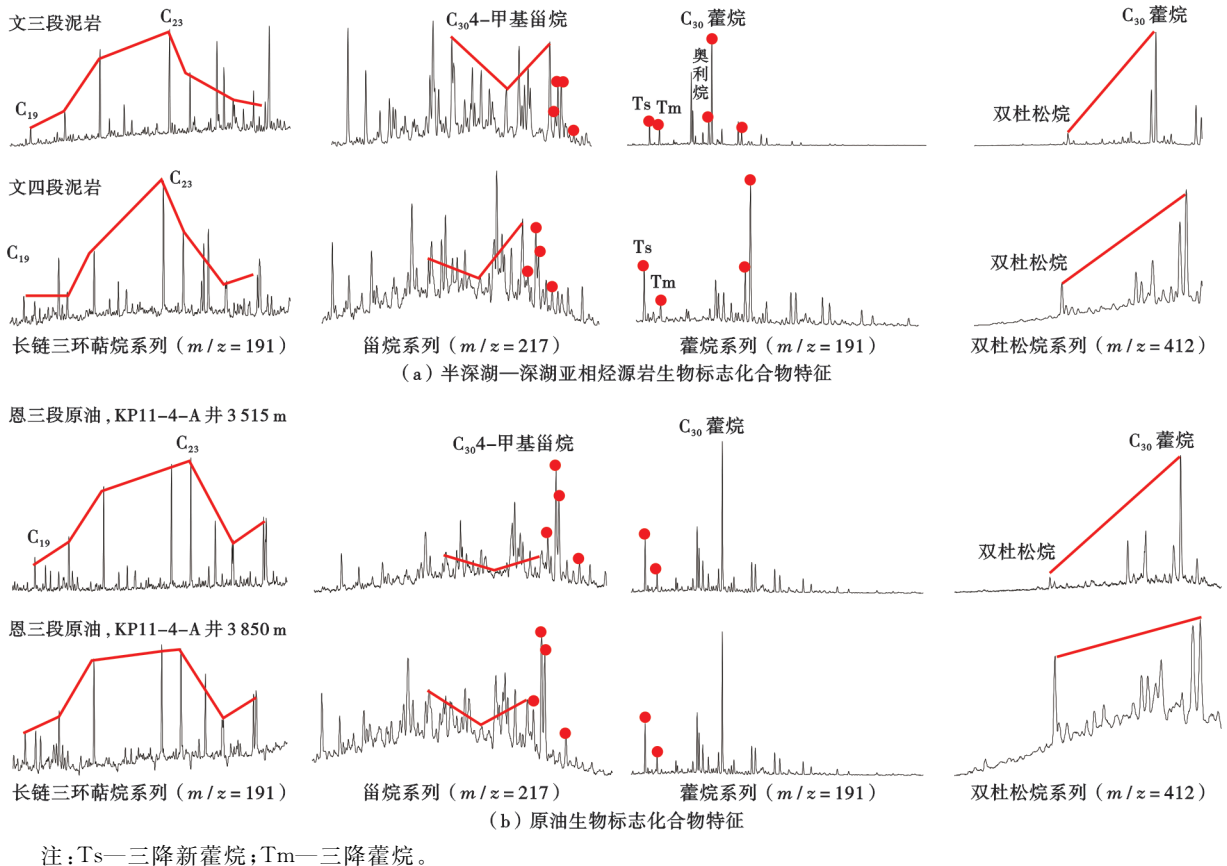 文三段泥岩
C23
C19
C304-甲基甾烷
C30 藿烷
奥利烷
Ts
Tm
C30 藿烷
双杜松烷
文四段泥岩
C23
C19
Ts
Tm
双杜松烷
长链三环萜烷系列（m/z=191）
甾烷系列（m/z=217）
藿烷系列（m/z=191）
双杜松烷系列（m/z=412）
（a）半深湖—深湖亚相烃源岩生物标志化合物特征
恩三段原油，KP11-4-A 井 3 515 m
C23
C19
C304-甲基甾烷
C30 藿烷
C30 藿烷
双杜松烷
恩三段原油，KP11-4-A 井 3 850 m
长链三环萜烷系列（m/z=191）
甾烷系列（m/z=217）
藿烷系列（m/z=191）
双杜松烷系列（m/z=412）
（b）原油生物标志化合物特征
注：Ts—三降新藿烷；Tm—三降藿烷。